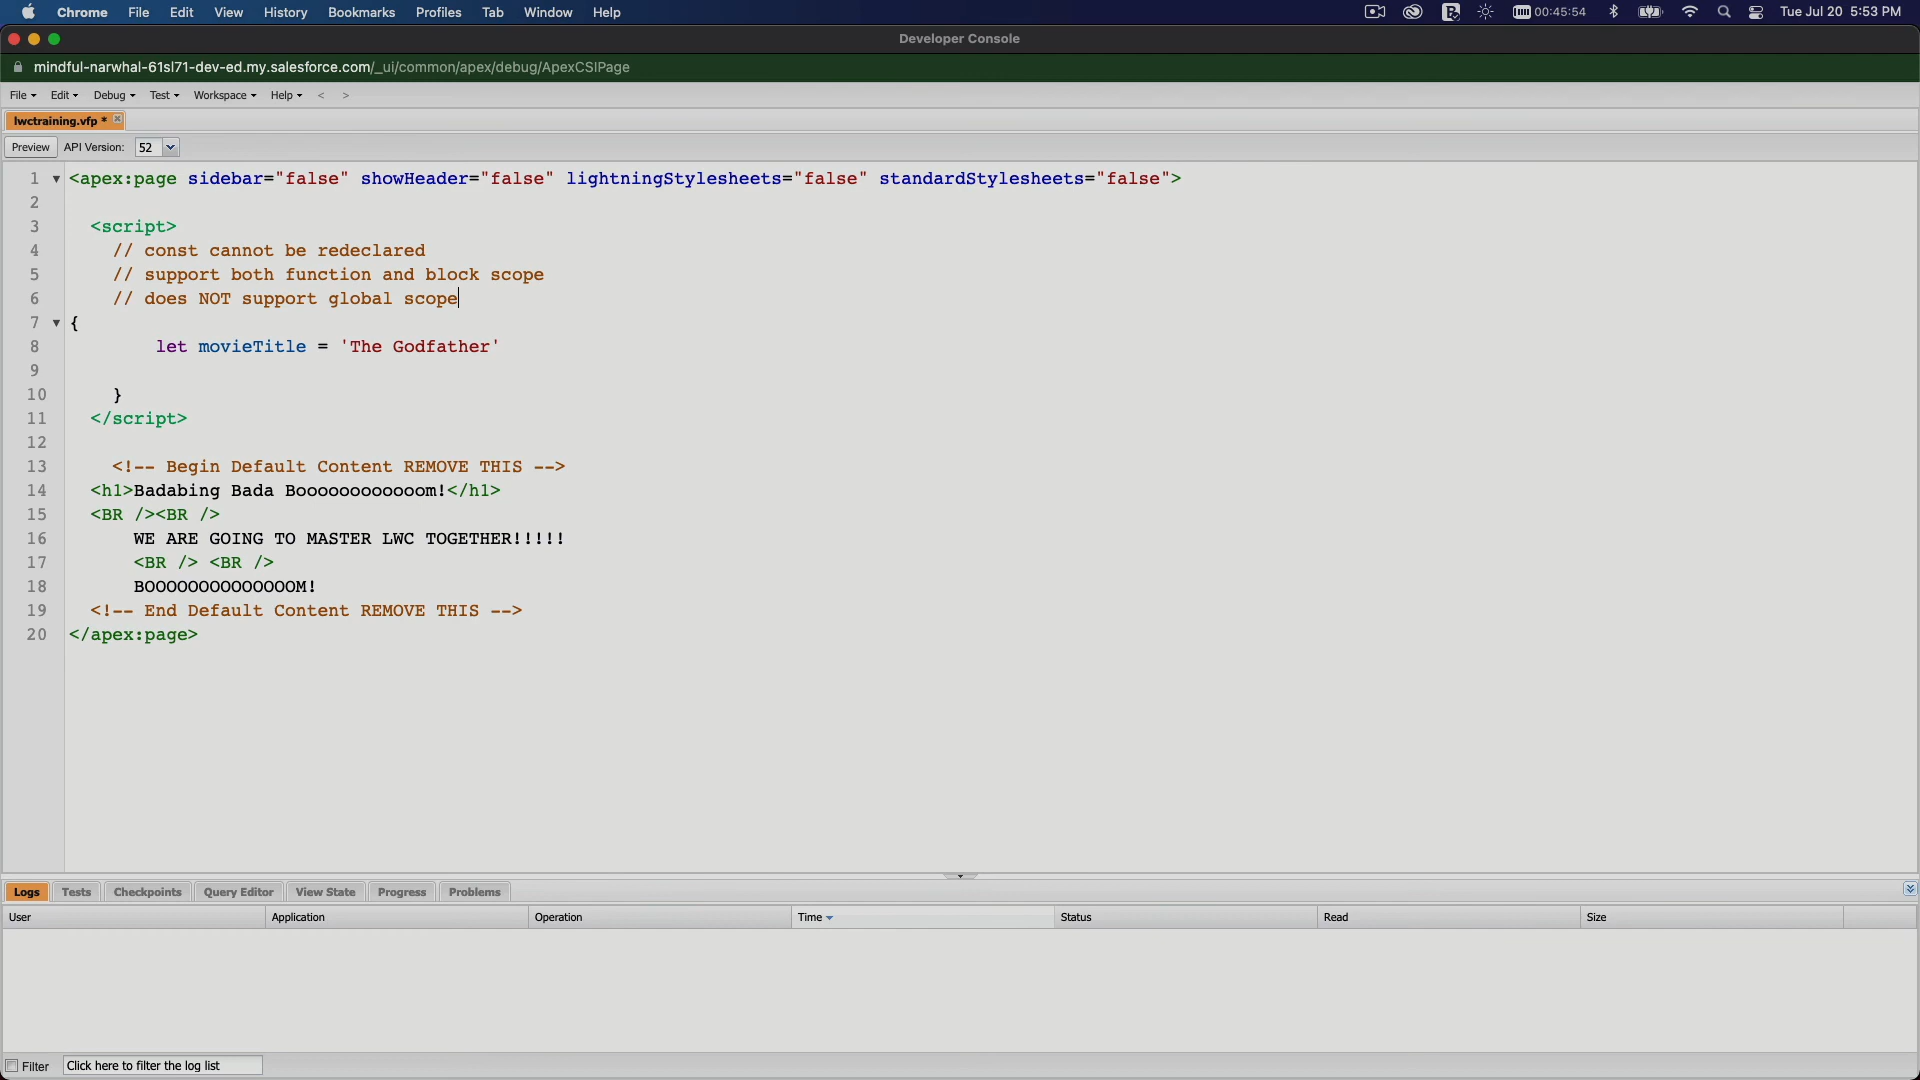 Chrome File Edit View History Bookmarks Profiles Tab Window Help 00:45:54 Tue Jul 20 5:53 PM
Developer Console
mindful-narwhal-61sl71-dev-ed.my.salesforce.com/_ui/common/apex/debug/ApexCSIPage
File Edit Debug Test Workspace Help < >
lwctraining.vfp *
Preview API Version: 52
1 <apex:page sidebar="false" showHeader="false" lightningStylesheets="false" standardStylesheets="false">
2
3 <script>
4 // const cannot be redeclared
5 // support both function and block scope
6 // does NOT support global scope
7 {
8 let movieTitle = 'The Godfather'
9
10 }
11 </script>
12
13 <!-- Begin Default Content REMOVE THIS -->
14 <h1>Badabing Bada Boooooooooooom!</h1>
15 <BR /><BR />
16 WE ARE GOING TO MASTER LWC TOGETHER!!!!!
17 <BR /> <BR />
18 BOOOOOOOOOOOOOOM!
19 <!-- End Default Content REMOVE THIS -->
20 </apex:page>
Logs Tests Checkpoints Query Editor View State Progress Problems
User Application Operation Time Status Read Size
Filter Click here to filter the log list